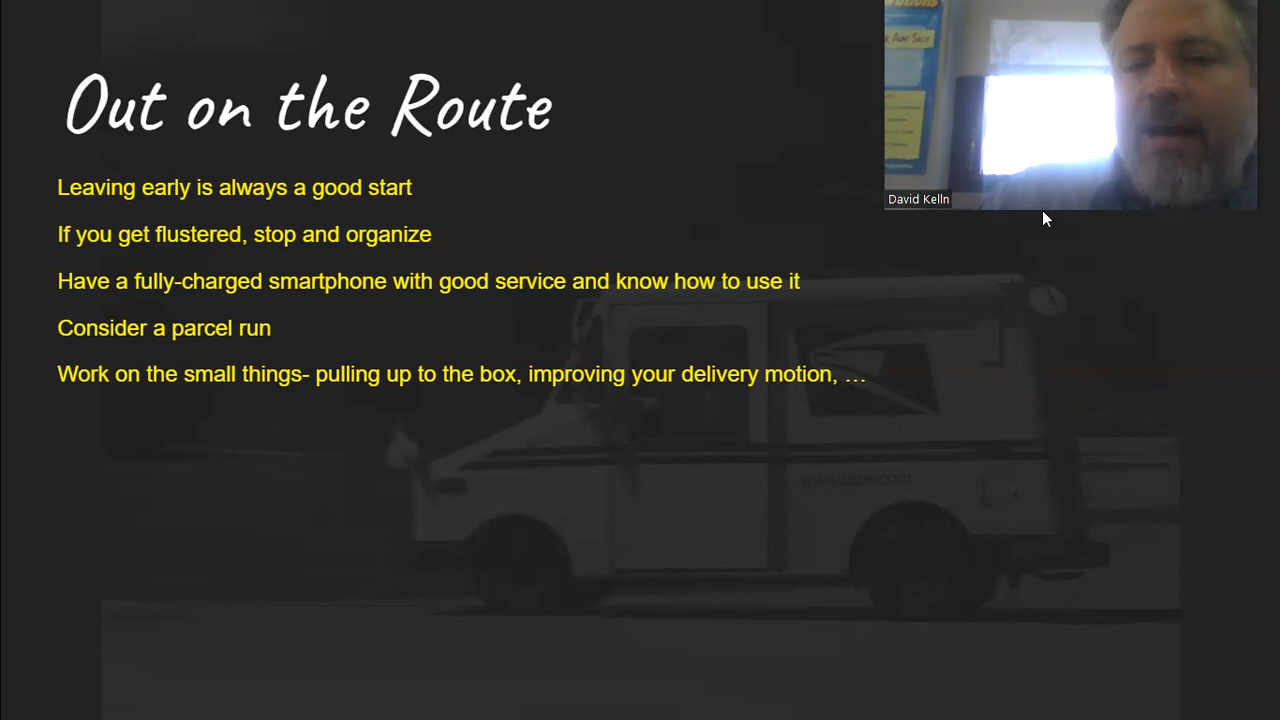 Out on the Route
Leaving early is always a good start
If you get flustered, stop and organize
Have a fully-charged smartphone with good service and know how to use it
Consider a parcel run
Work on the small things- pulling up to the box, improving your delivery motion, …
David Kelln